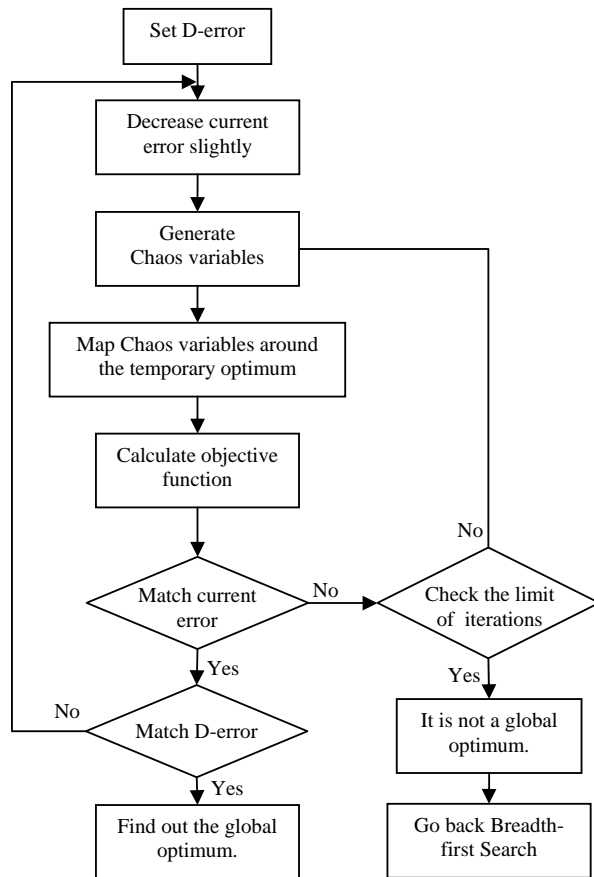 Set D-error
Decrease current
error slightly
Generate
Chaos variables
Map Chaos variables around
the temporary optimum
Calculate objective
function
No
Match current
error
No
Check the limit
of iterations
Yes
Yes
No
Match D-error
It is not a global
optimum.
Yes
Find out the global
optimum.
Go back Breadth-
first Search